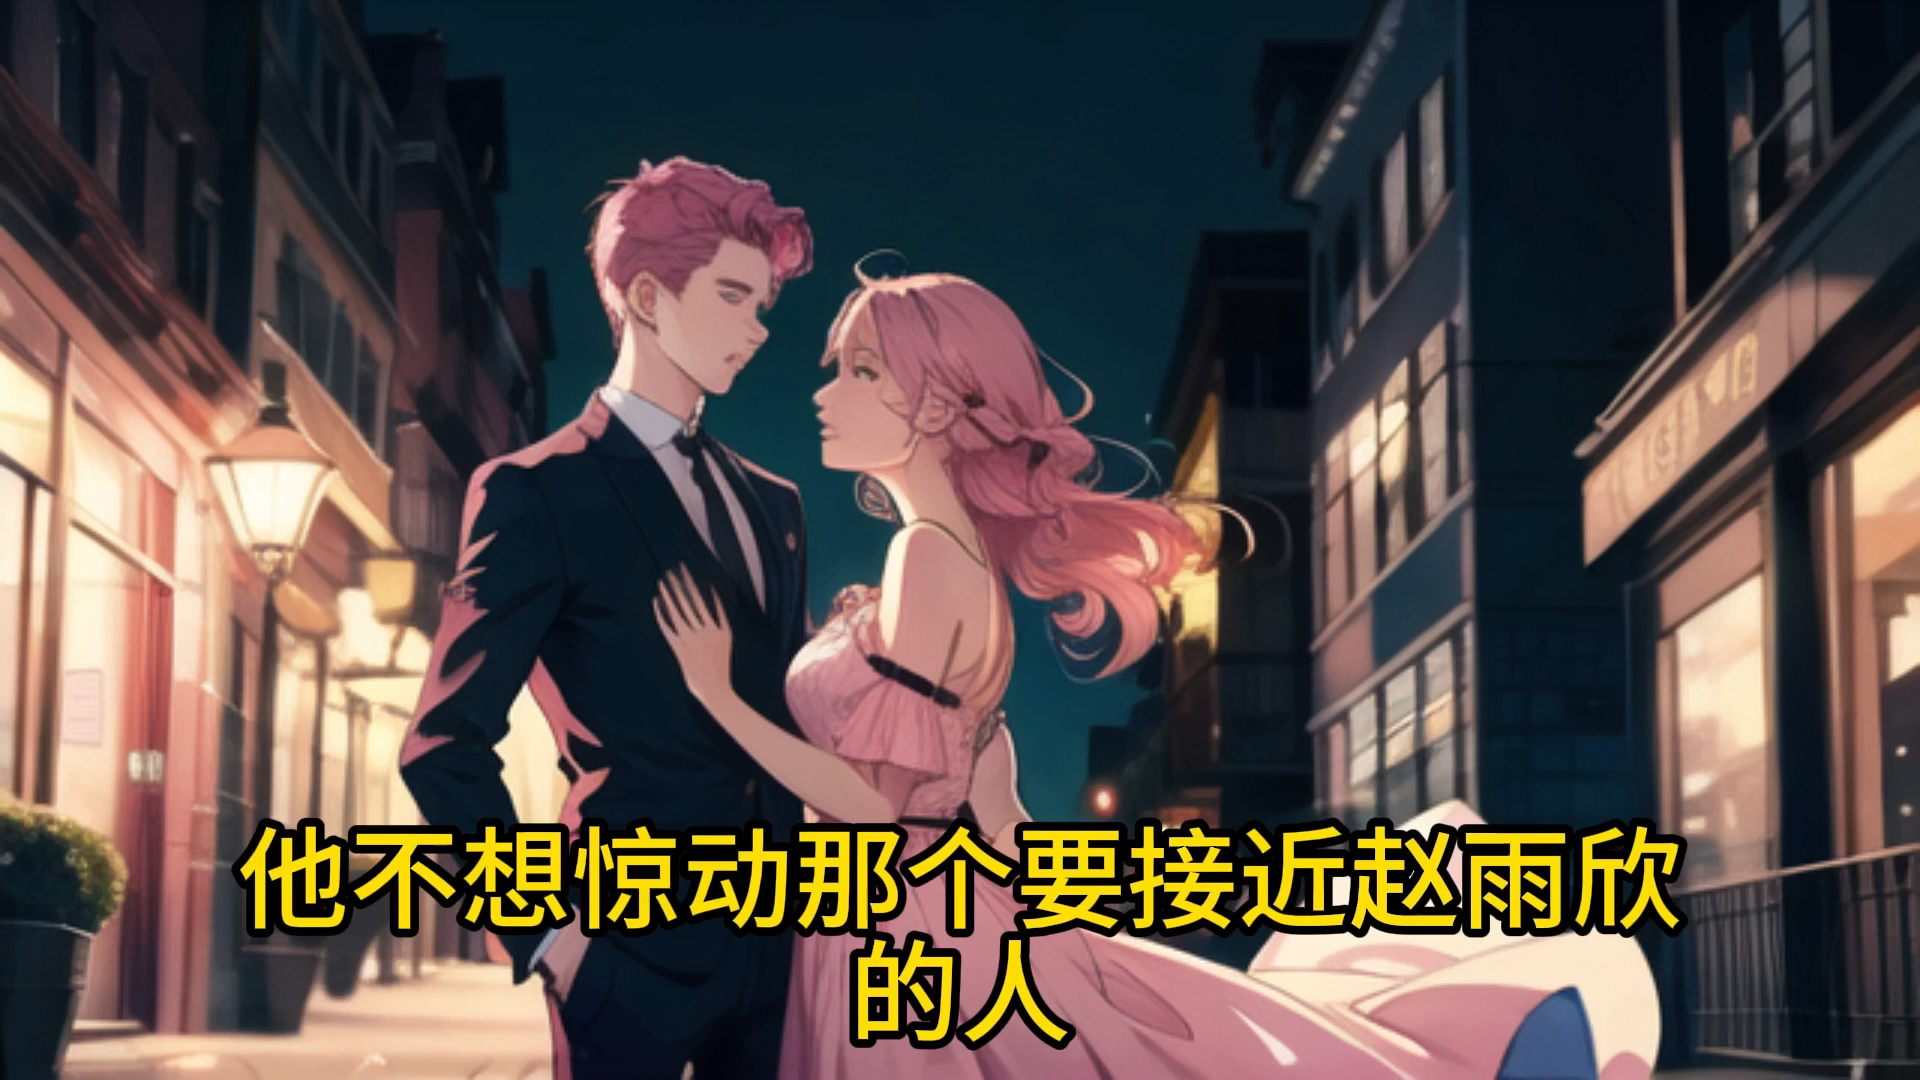 他不想惊动那个要接近赵雨欣
的人